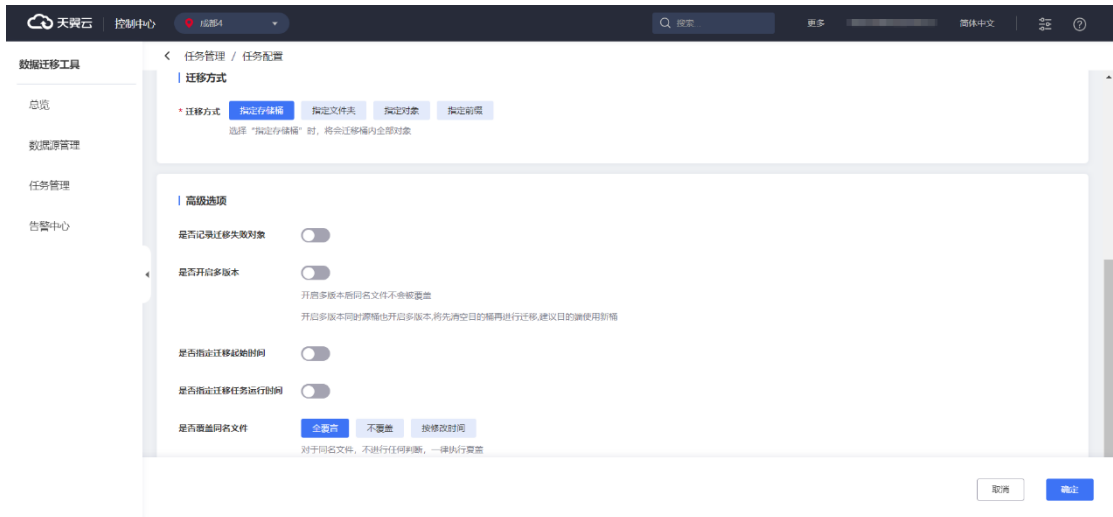 天翼云 控制中心 成都4 搜索... 更多 简体中文
数据迁移工具
总览
数据源管理
任务管理
告警中心
任务管理 / 任务配置
迁移方式
* 迁移方式 指定存储桶 指定文件夹 指定对象 指定前缀
选择“指定存储桶”时，将会迁移桶内全部对象
高级选项
是否记录迁移失败对象
是否开启多版本
开启多版本后同名文件不会被覆盖
开启多版本同时源桶也开启多版本,将先清空目的桶再进行迁移,建议目的端使用新桶
是否指定迁移起始时间
是否指定迁移任务运行时间
是否覆盖同名文件 全覆盖 不覆盖 按修改时间
对于同名文件，不进行任何判断，一律执行覆盖
取消 确定